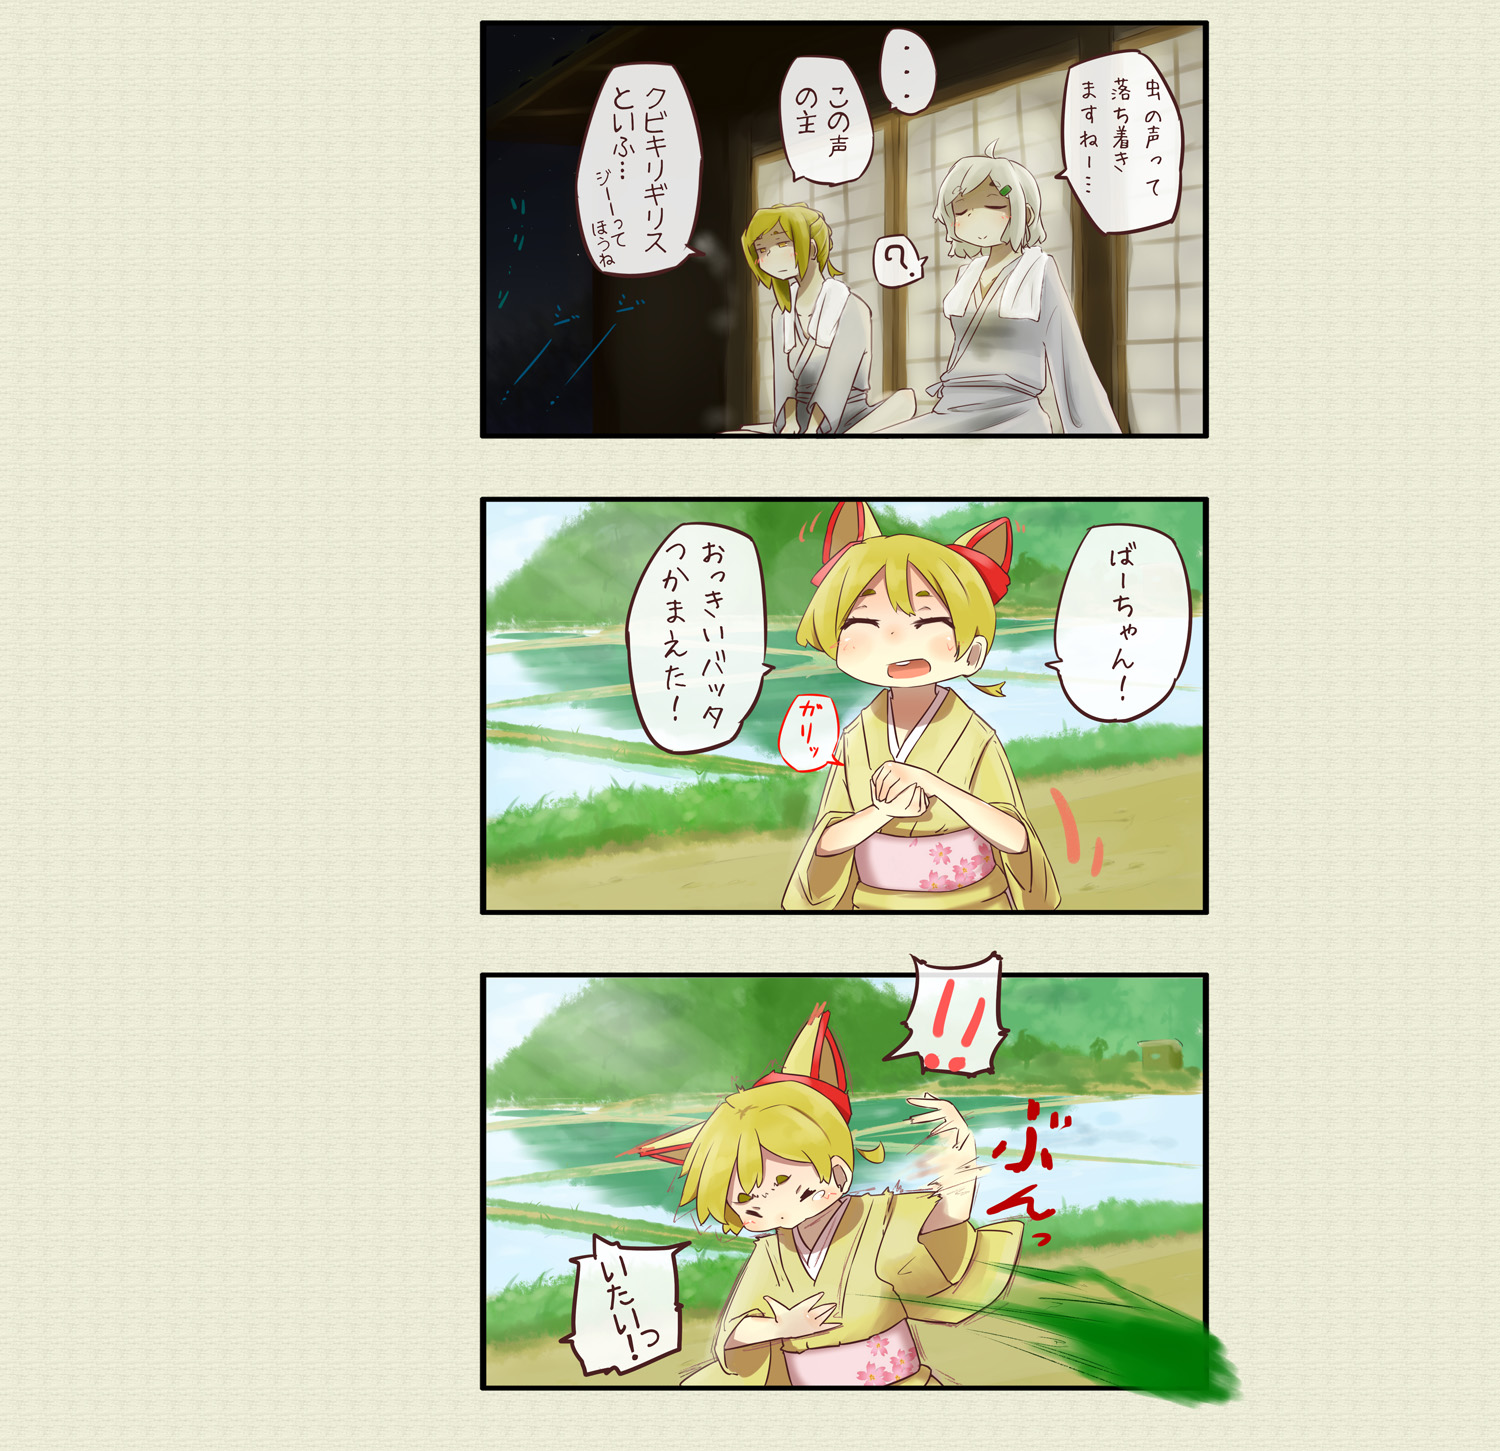 虫の声って
落ち着き
ますねー…
・・・
?
この声
の主
クビキリギリス
といふ…
ジーーって
ほうね
ジ
ジ
ばーちゃん!
おっきいバッタ
つかまえた!
ガリッ
!!
ぶんっ
いたいーっ!